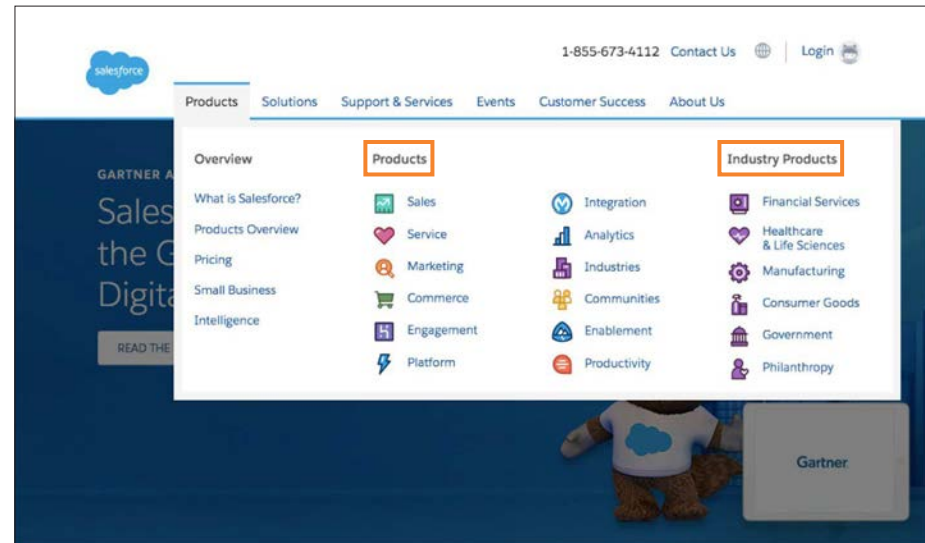 1-855-673-4112 Contact Us Login
salesforce
Products Solutions Support & Services Events Customer Success About Us
Overview
What is Salesforce?
Products Overview
Pricing
Small Business
Intelligence
Products
Sales
Service
Marketing
Commerce
Engagement
Platform
Integration
Analytics
Industries
Communities
Enablement
Productivity
Industry Products
Financial Services
Healthcare
& Life Sciences
Manufacturing
Consumer Goods
Government
Philanthropy
GARTNER A
Sales
the G
Digita
READ THE
Gartner